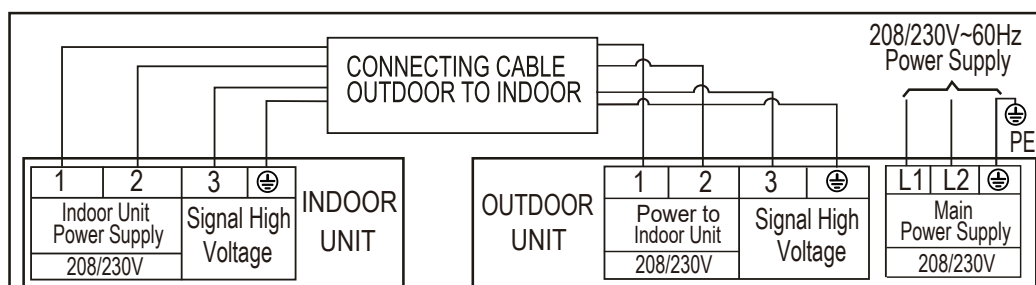 208/230V~60Hz
Power Supply
CONNECTING CABLE
OUTDOOR TO INDOOR
PE
1 2 3
Indoor Unit
Power Supply
208/230V
Signal High
Voltage
INDOOR
UNIT
OUTDOOR
UNIT
1 2 3
Power to
Indoor Unit
208/230V
Signal High
Voltage
L1 L2
Main
Power Supply
208/230V